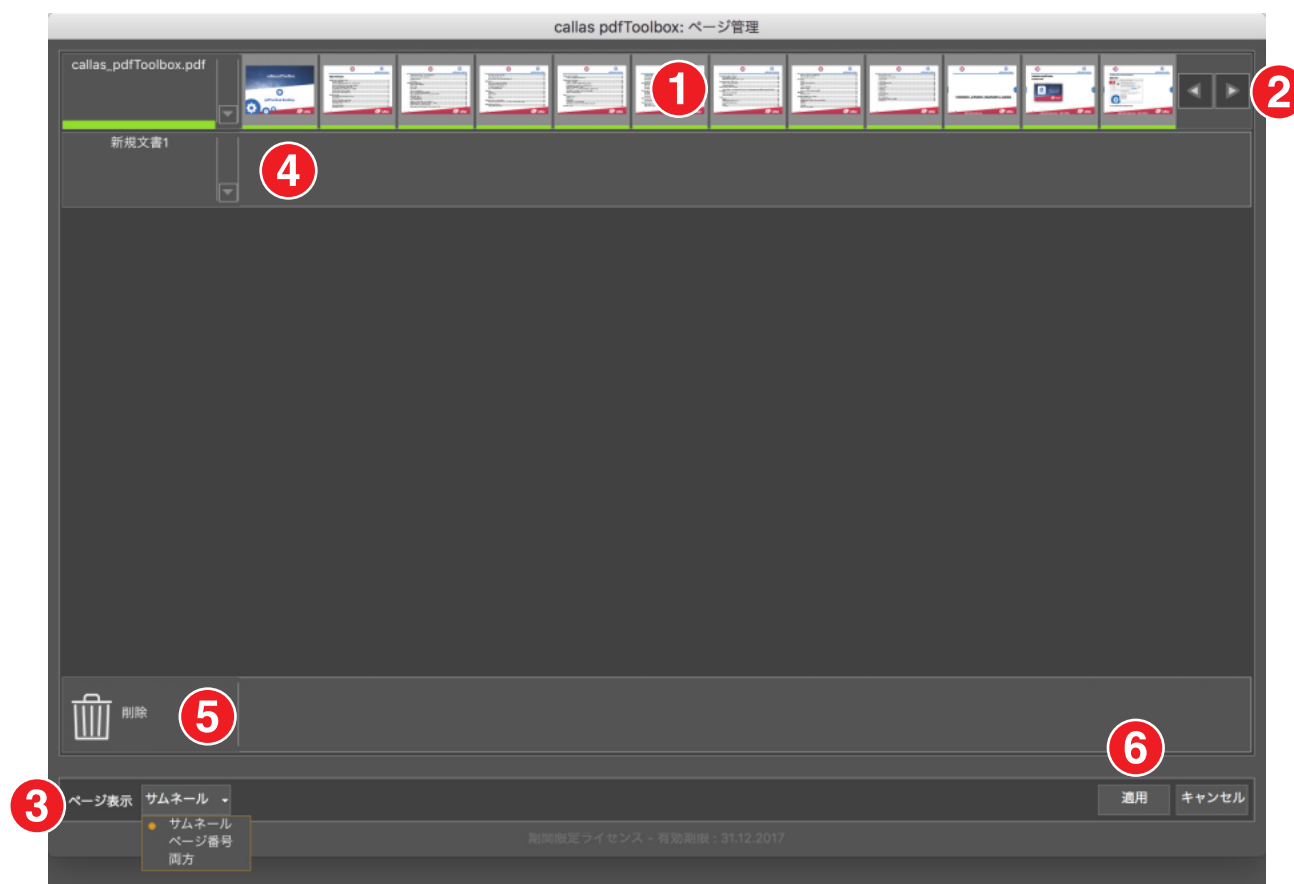 callas pdfToolbox: ページ管理
callas_pdfToolbox.pdf
1
2
新規文書1
4
削除
5
6
3
ページ表示 サムネール
適用 キャンセル
サムネール
ページ番号
両方
期間限定ライセンス - 有効期限 : 31.12.2017